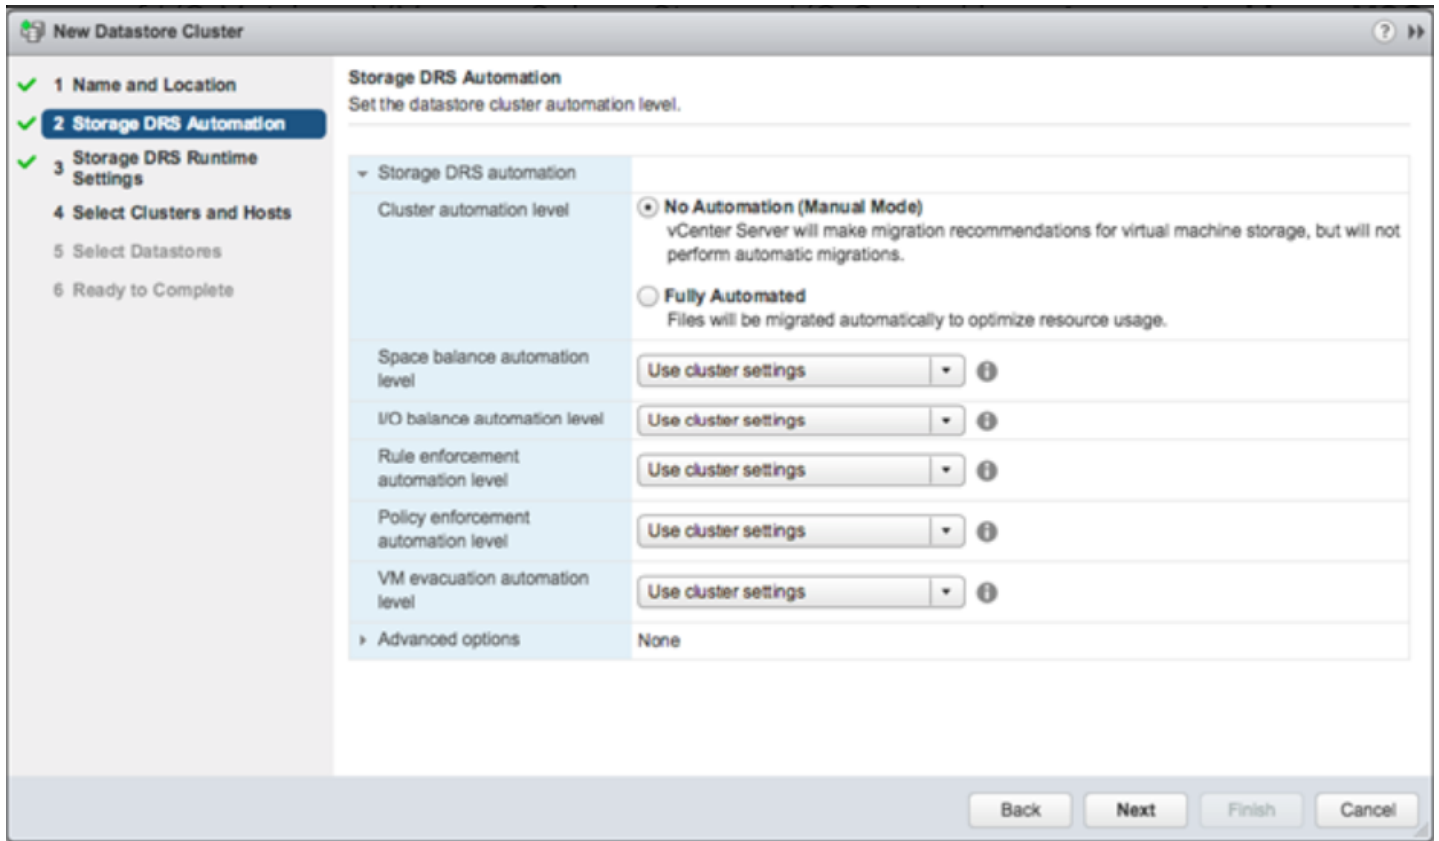 New Datastore Cluster
1 Name and Location
2 Storage DRS Automation
3 Storage DRS Runtime
Settings
4 Select Clusters and Hosts
5 Select Datastores
6 Ready to Complete
Storage DRS Automation
Set the datastore cluster automation level.
Storage DRS automation
Cluster automation level
No Automation (Manual Mode)
vCenter Server will make migration recommendations for virtual machine storage, but will not
perform automatic migrations.
Fully Automated
Files will be migrated automatically to optimize resource usage.
Space balance automation
level
Use cluster settings
I/O balance automation level
Use cluster settings
Rule enforcement
automation level
Use cluster settings
Policy enforcement
automation level
Use cluster settings
VM evacuation automation
level
Use cluster settings
Advanced options
None
Back
Next
Finish
Cancel